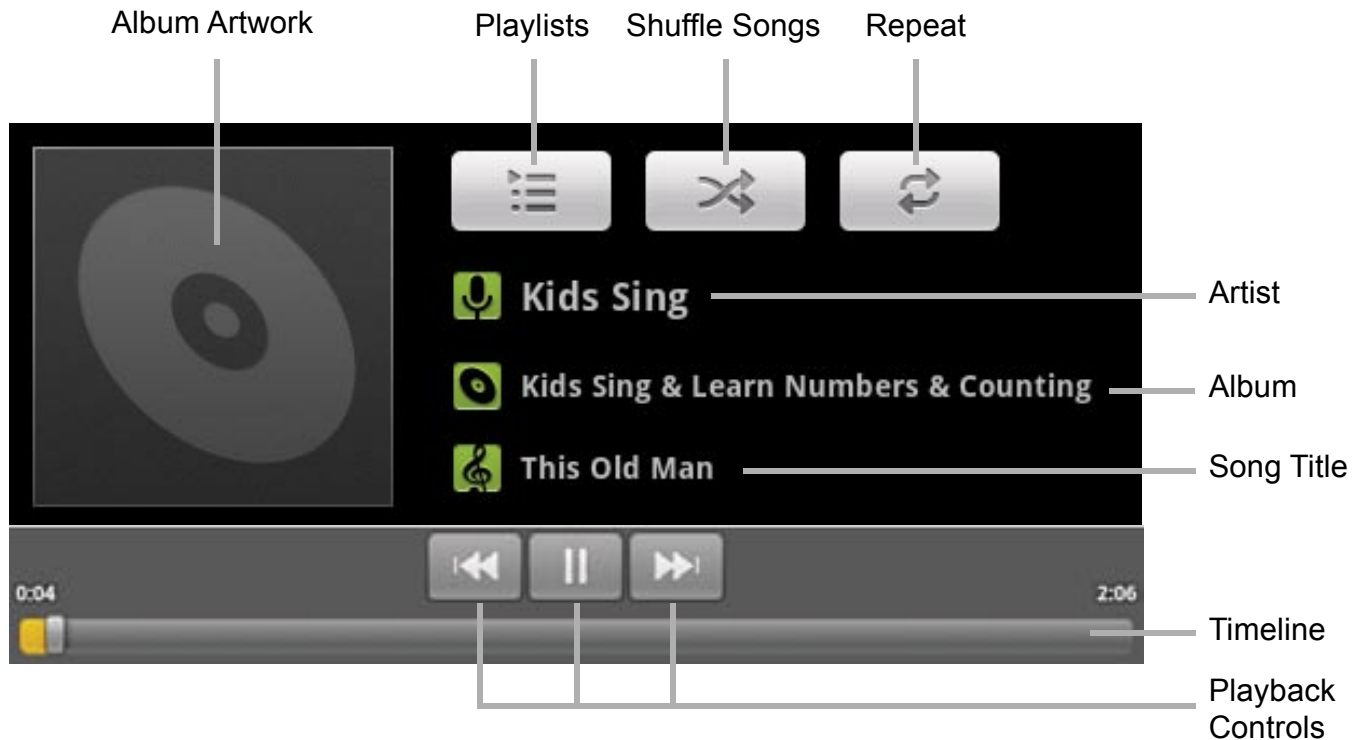 Album Artwork
Playlists
Shuffle Songs
Repeat
Kids Sing
Artist
Kids Sing & Learn Numbers & Counting
Album
This Old Man
Song Title
0:04
2:06
Timeline
Playback
Controls